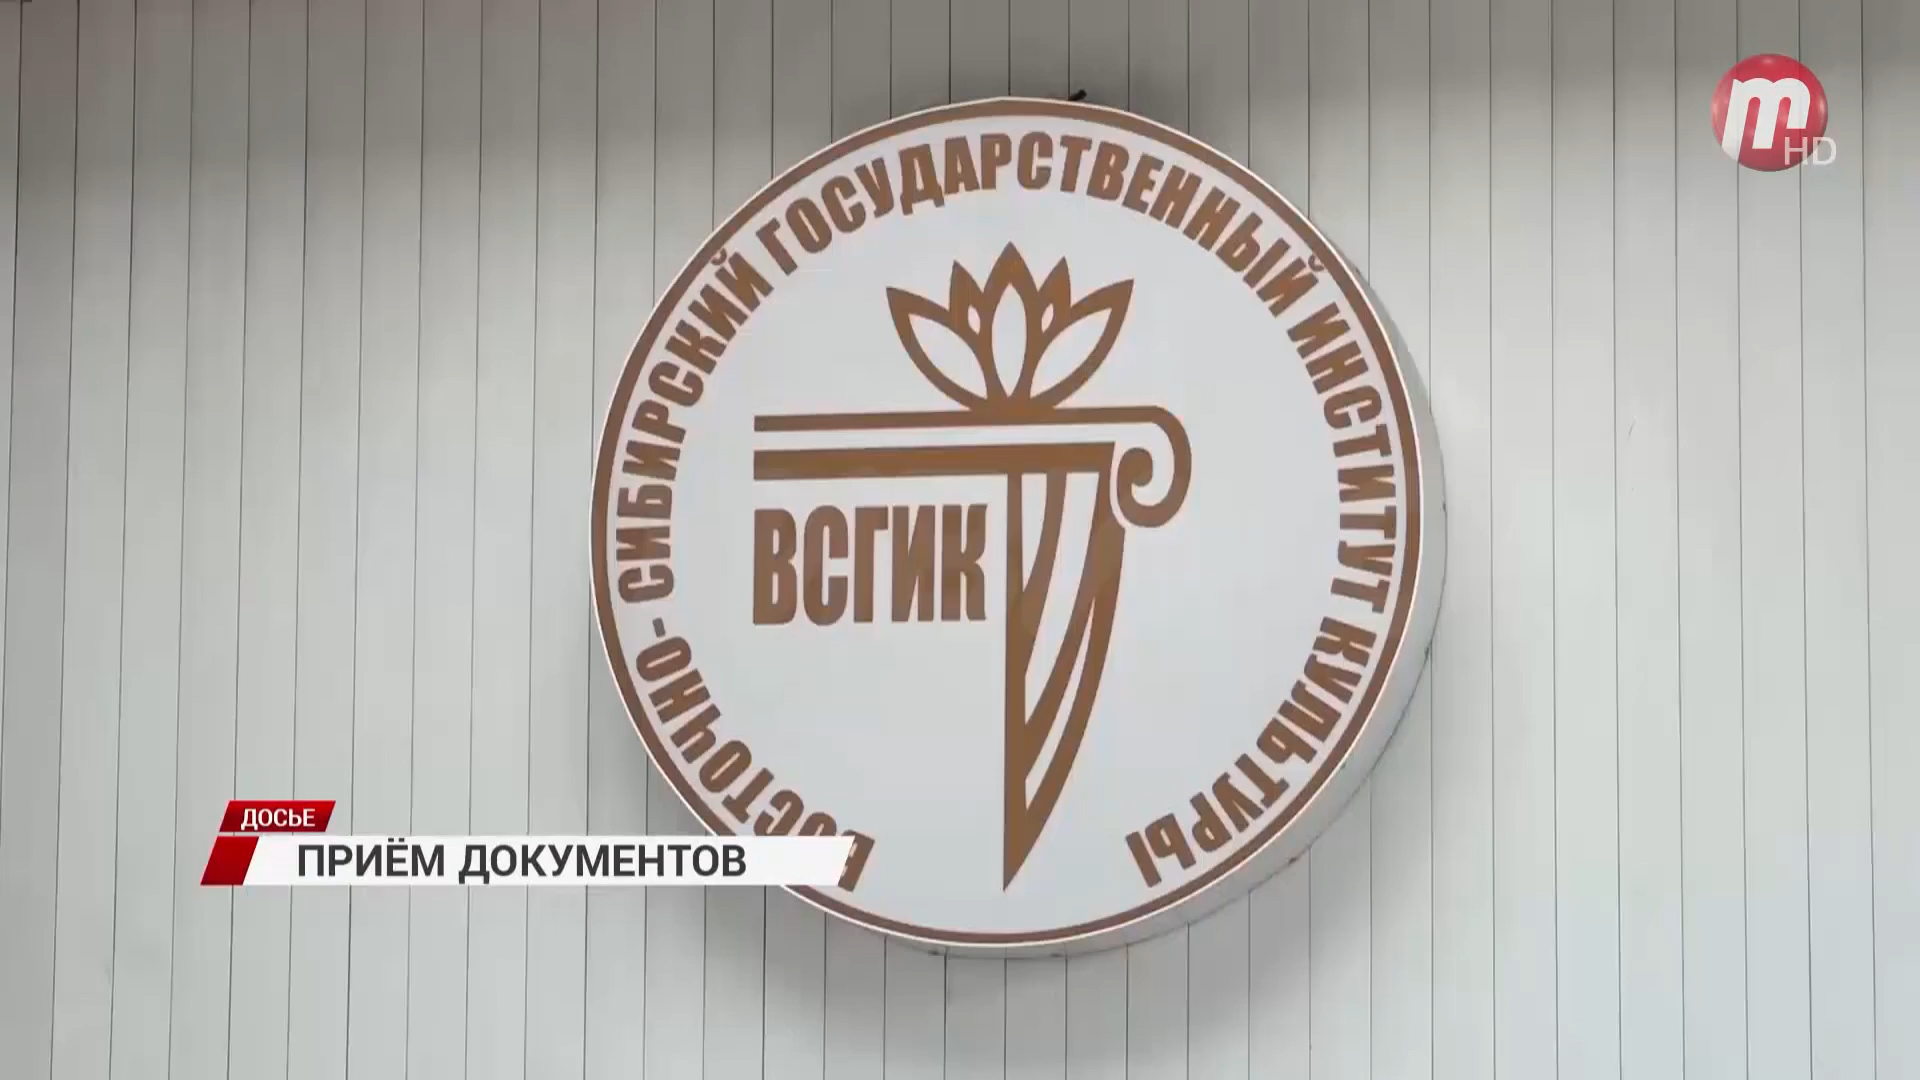 ВОСТОЧНО- СИБИРСКИЙ ГОСУДАРСТВЕННЫЙ ИНСТИТУТ КУЛЬТУРЫ
ВСГИК
HD
ДОСЬЕ
ПРИЁМ ДОКУМЕНТОВ